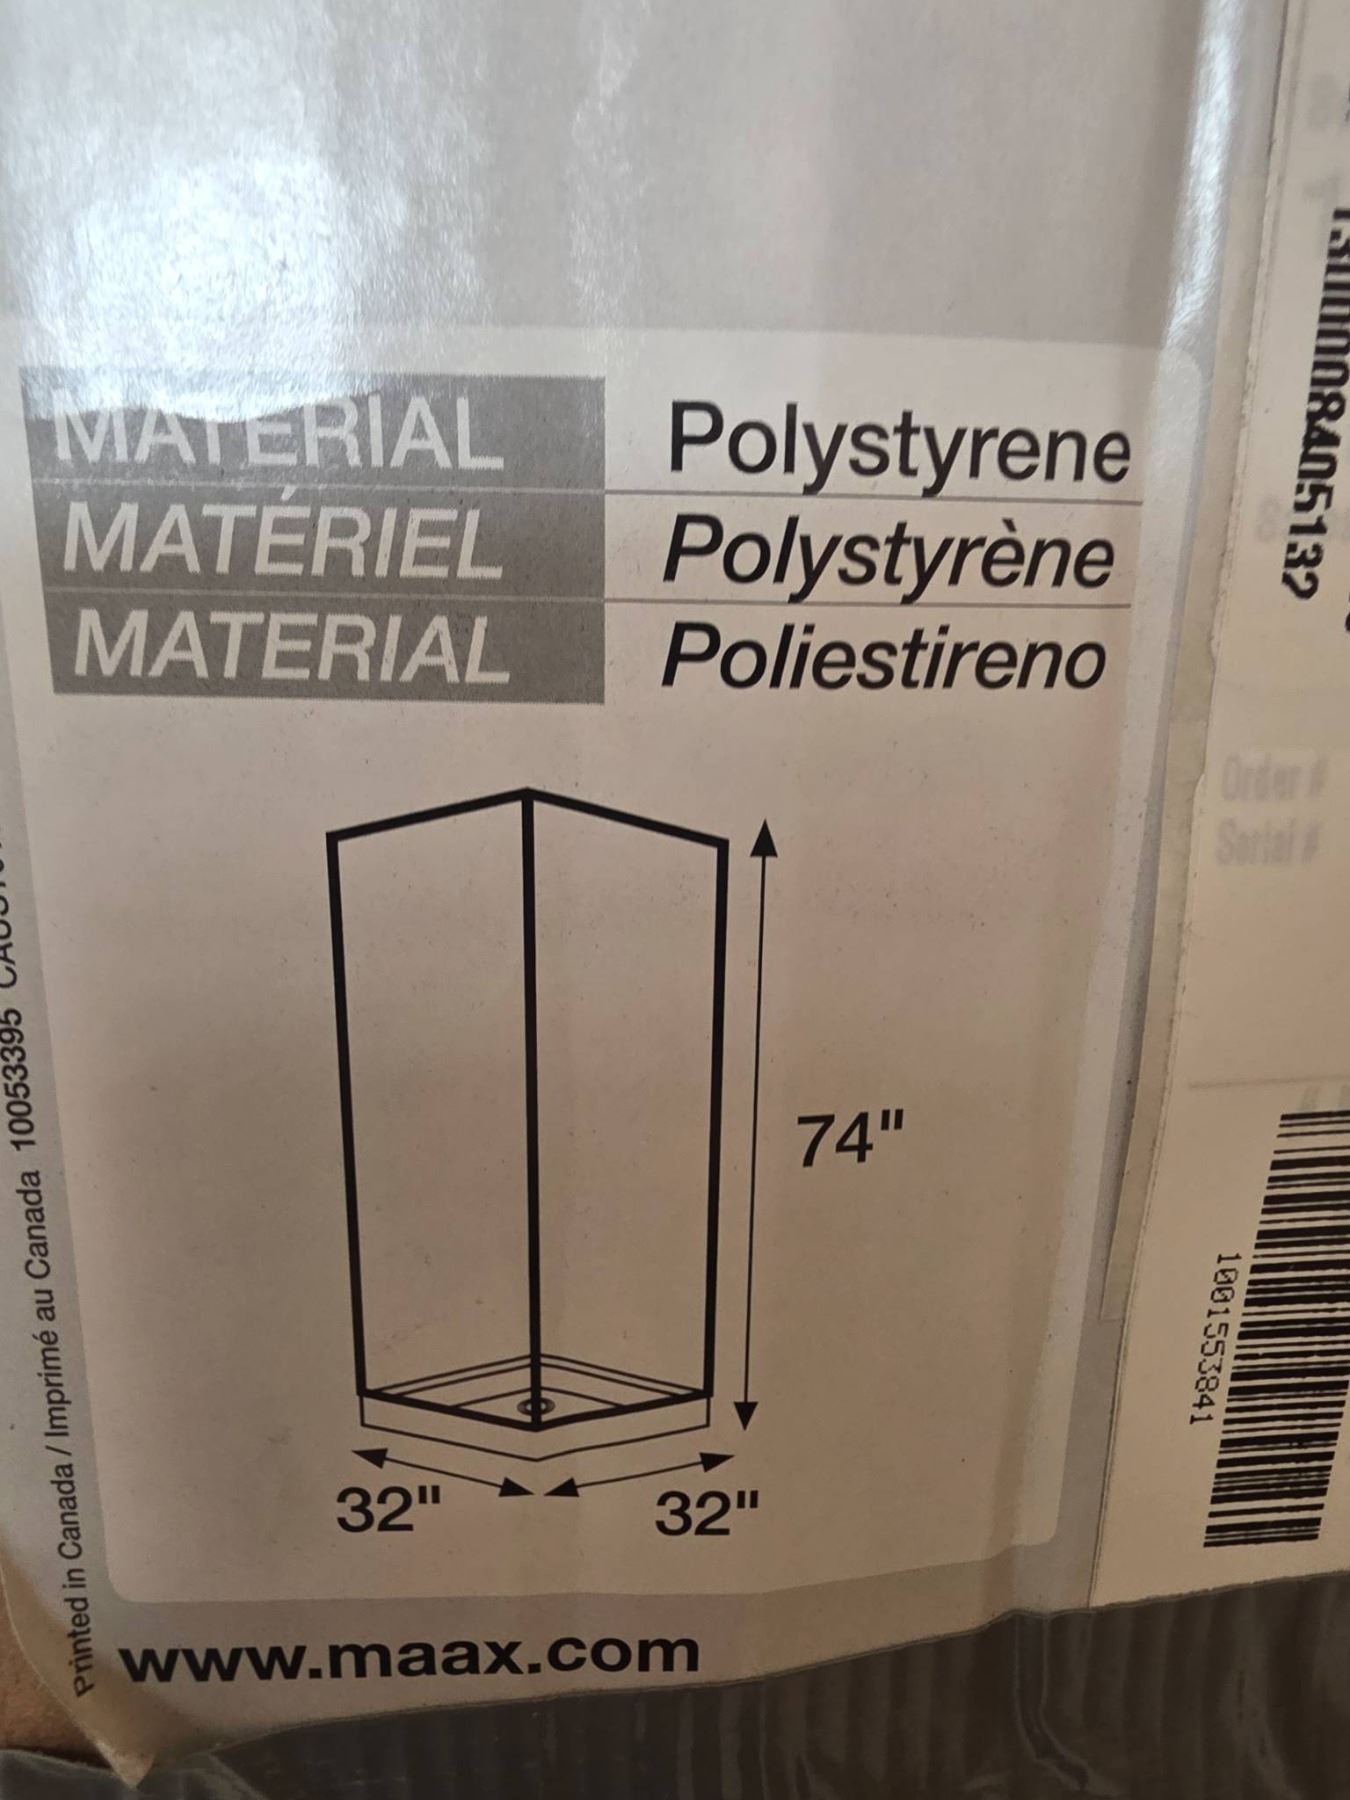 MATERIAL Polystyrene
MATÉRIEL Polystyrène
MATERIAL Poliestireno
74"
32" 32"
www.maax.com
Printed in Canada / Imprimé au Canada 10053395
Order #
Serial #
1001553841